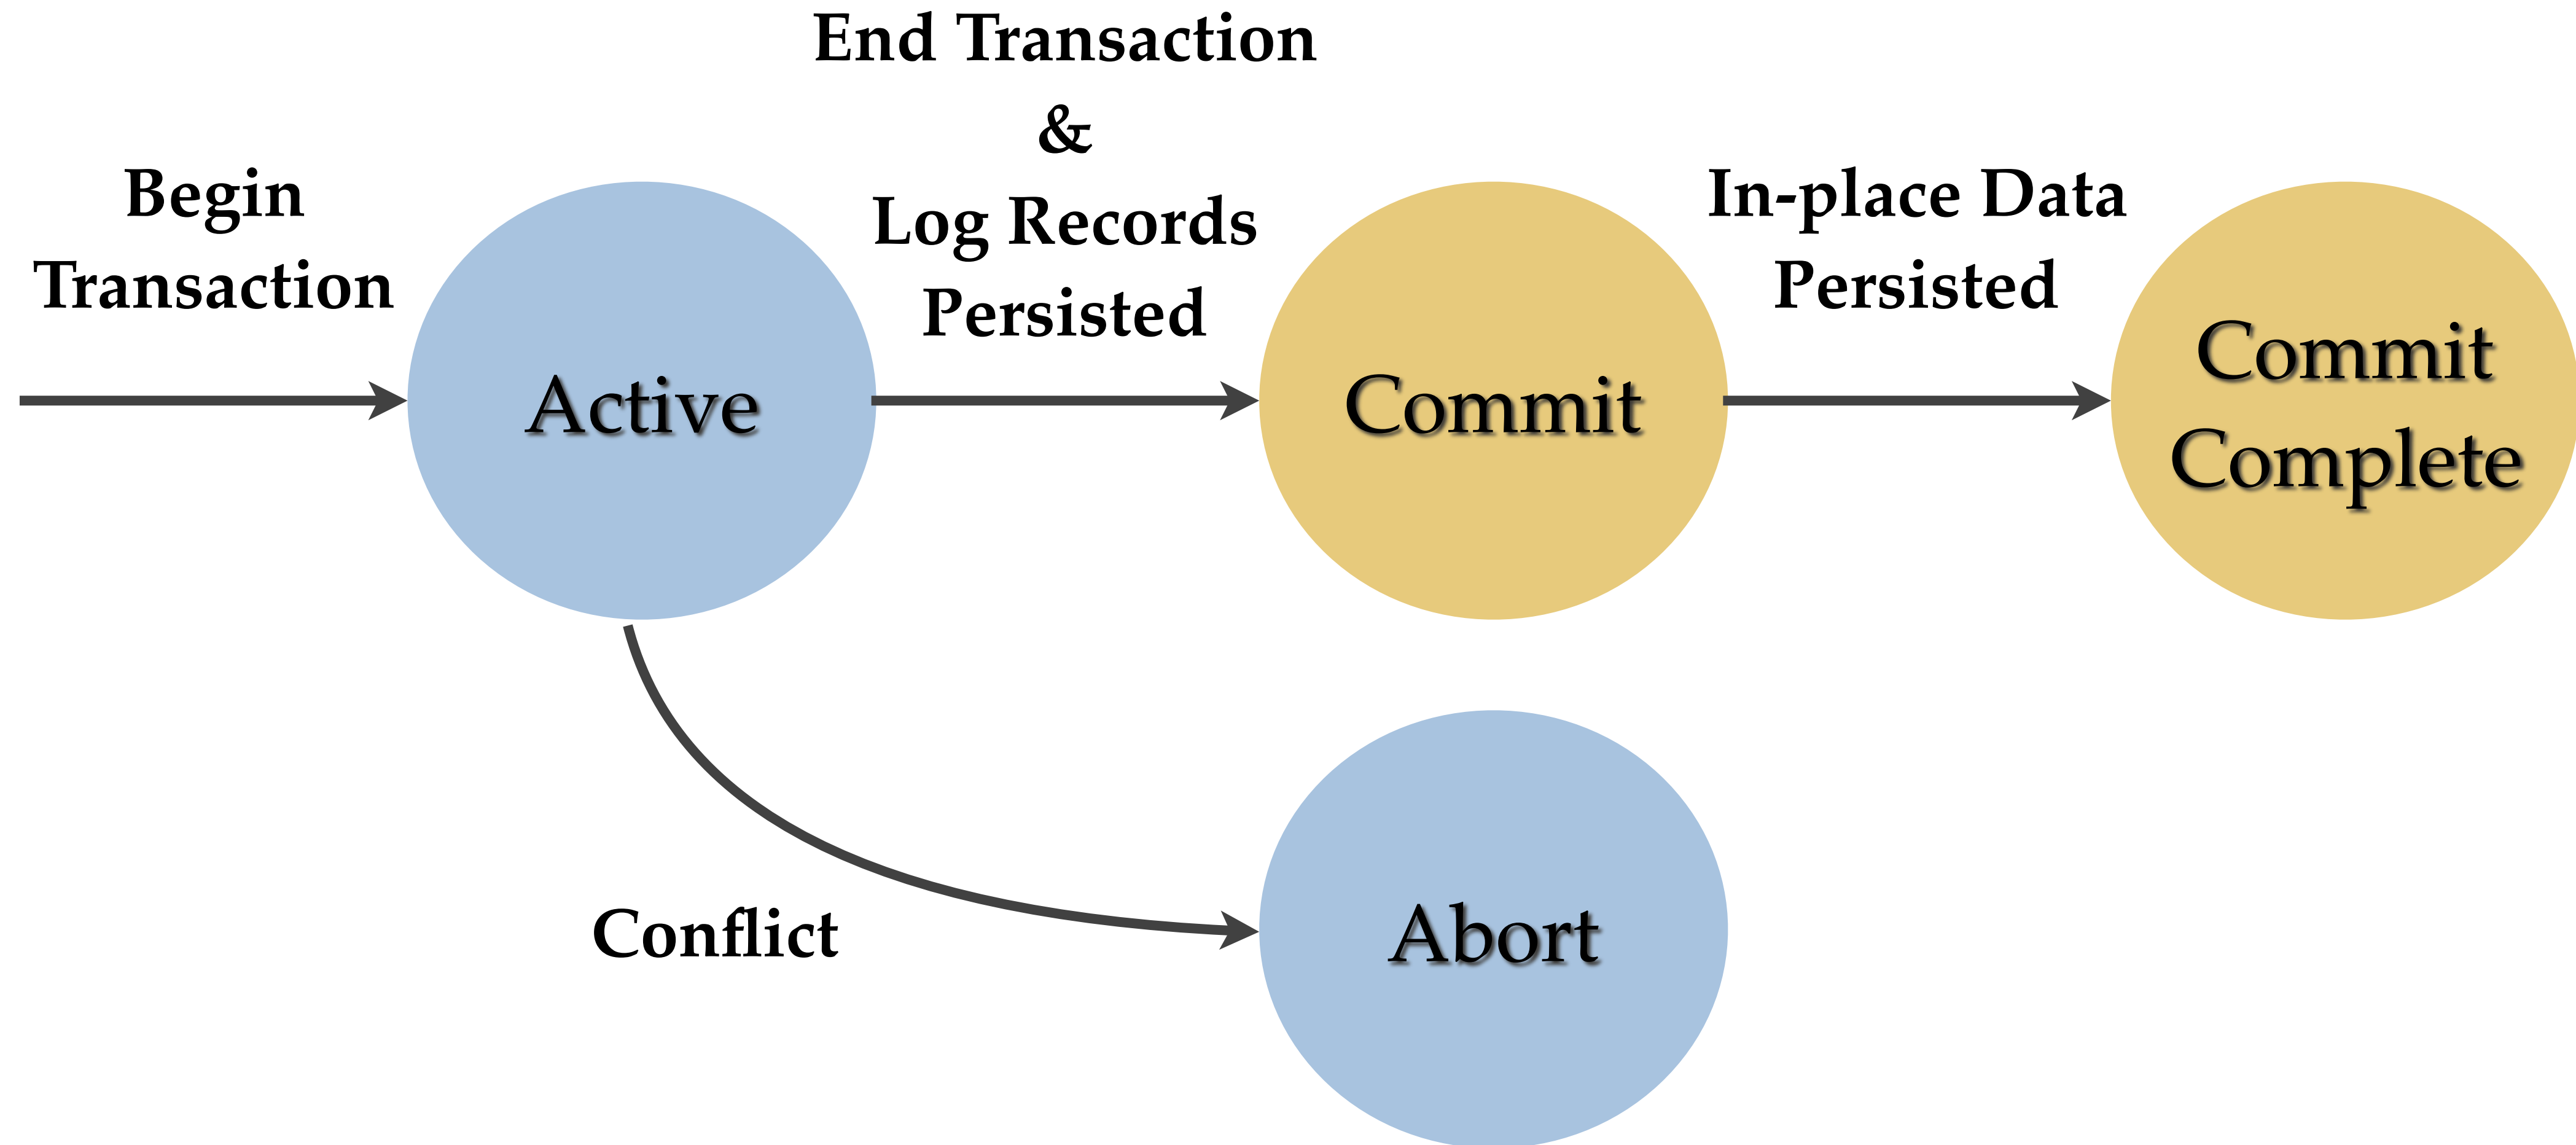 Begin
Transaction
Active
End Transaction
&
Log Records
Persisted
Commit
In-place Data
Persisted
Commit
Complete
Conflict
Abort